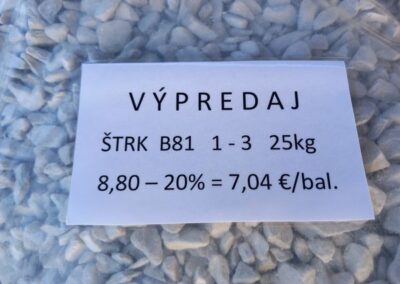 VÝPREDAJ
ŠTRK B81 1 - 3 25kg
8,80 – 20% = 7,04 €/bal.